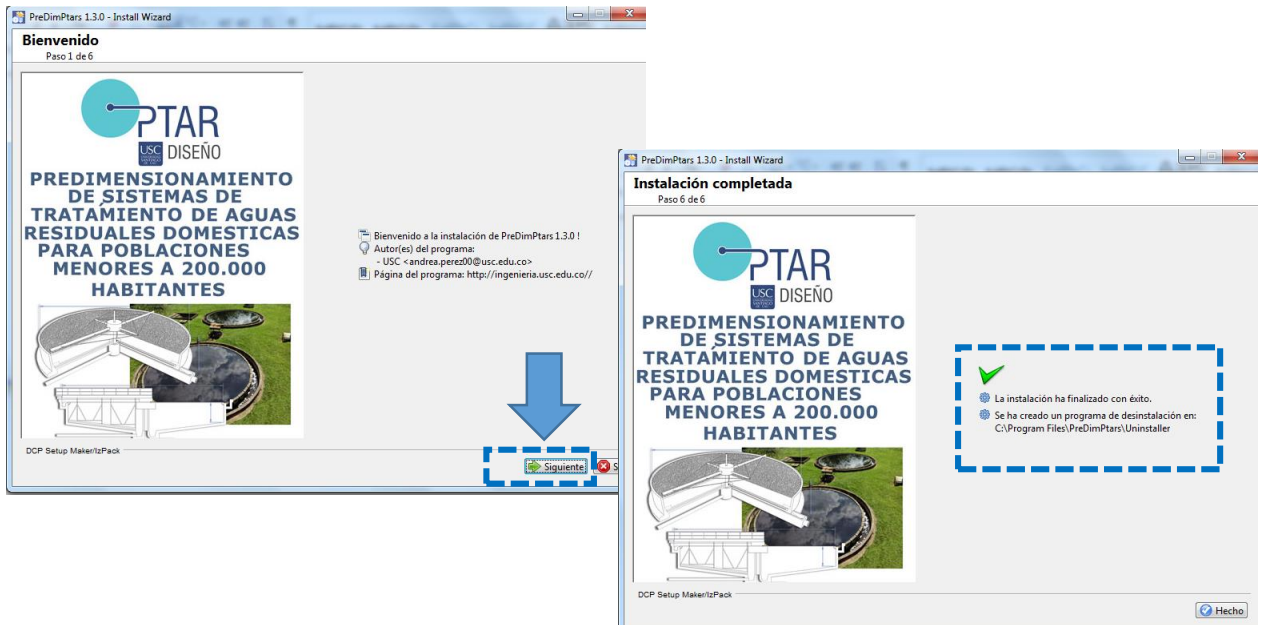 PreDimPtars 1.3.0 - Install Wizard
Bienvenido
Paso 1 de 6
PTAR
USC DISEÑO
PREDIMENSIONAMIENTO
DE SISTEMAS DE
TRATAMIENTO DE AGUAS
RESIDUALES DOMESTICAS
PARA POBLACIONES
MENORES A 200.000
HABITANTES
Bienvenido a la instalación de PreDimPtars 1.3.0 !
Autor(es) del programa:
- USC <andrea.perez00@usc.edu.co>
Página del programa: http://ingenieria.usc.edu.co//
DCP Setup Maker/IzPack
Siguiente
S
PreDimPtars 1.3.0 - Install Wizard
Instalación completada
Paso 6 de 6
PTAR
USC DISEÑO
PREDIMENSIONAMIENTO
DE SISTEMAS DE
TRATAMIENTO DE AGUAS
RESIDUALES DOMESTICAS
PARA POBLACIONES
MENORES A 200.000
HABITANTES
La instalación ha finalizado con éxito.
Se ha creado un programa de desinstalación en:
C:\Program Files\PreDimPtars\Uninstaller
DCP Setup Maker/IzPack
Hecho